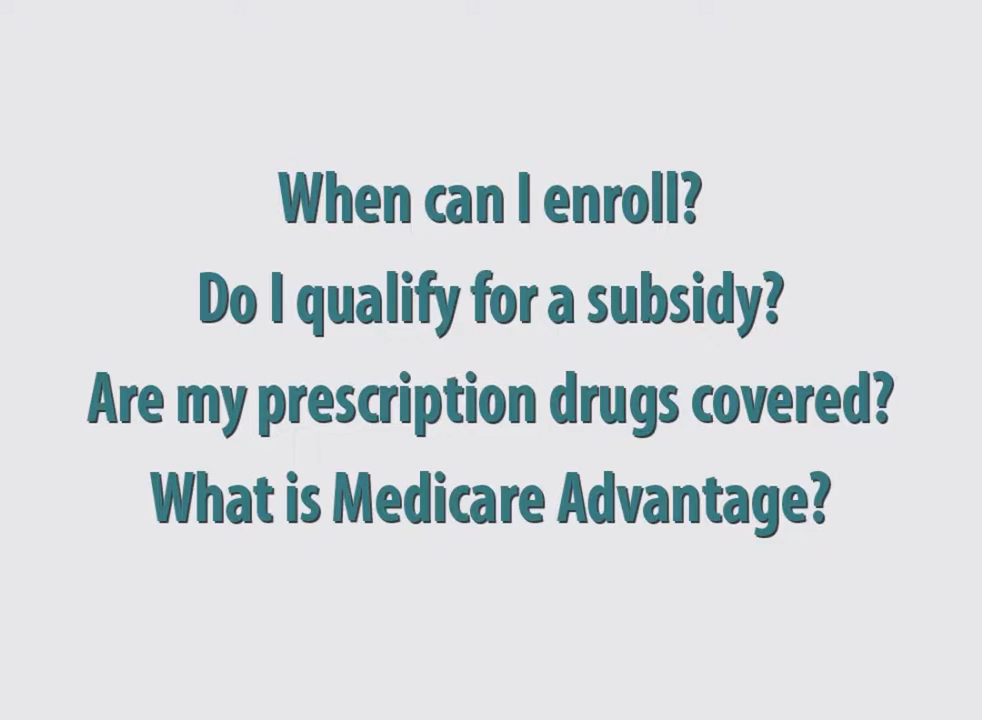 When can I enroll?
Do I qualify for a subsidy?
Are my prescription drugs covered?
What is Medicare Advantage?